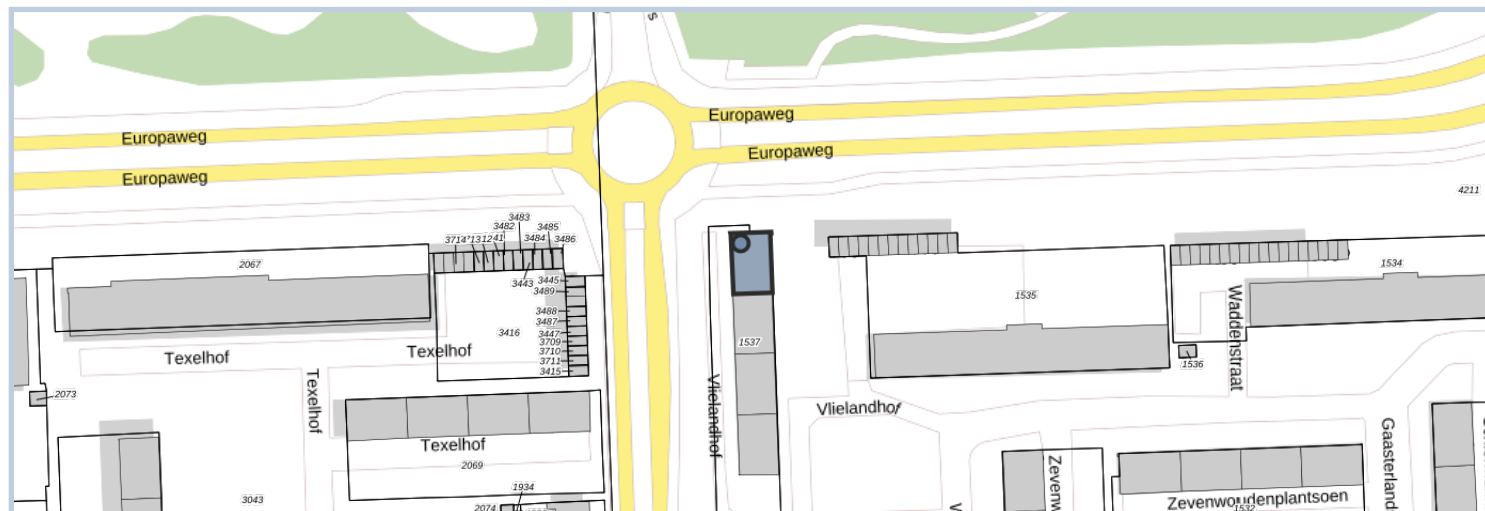 s
Europaweg
Europaweg
Europaweg
Europaweg
4211
3483
3482
3485
3484
3486
2067
3443
3445
3489
3488
3487
3447
3709
3710
3711
3415
3416
1535
1534
1537
1536
Texelhof
Texelhof
Texelhof
Waddenstraat
2073
Vlielandhof
Vlielandhof
Texelhof
2069
3043
1934
2074
Zevenw
Zevenwoudenplantsoen
1532
Gaasterland
V